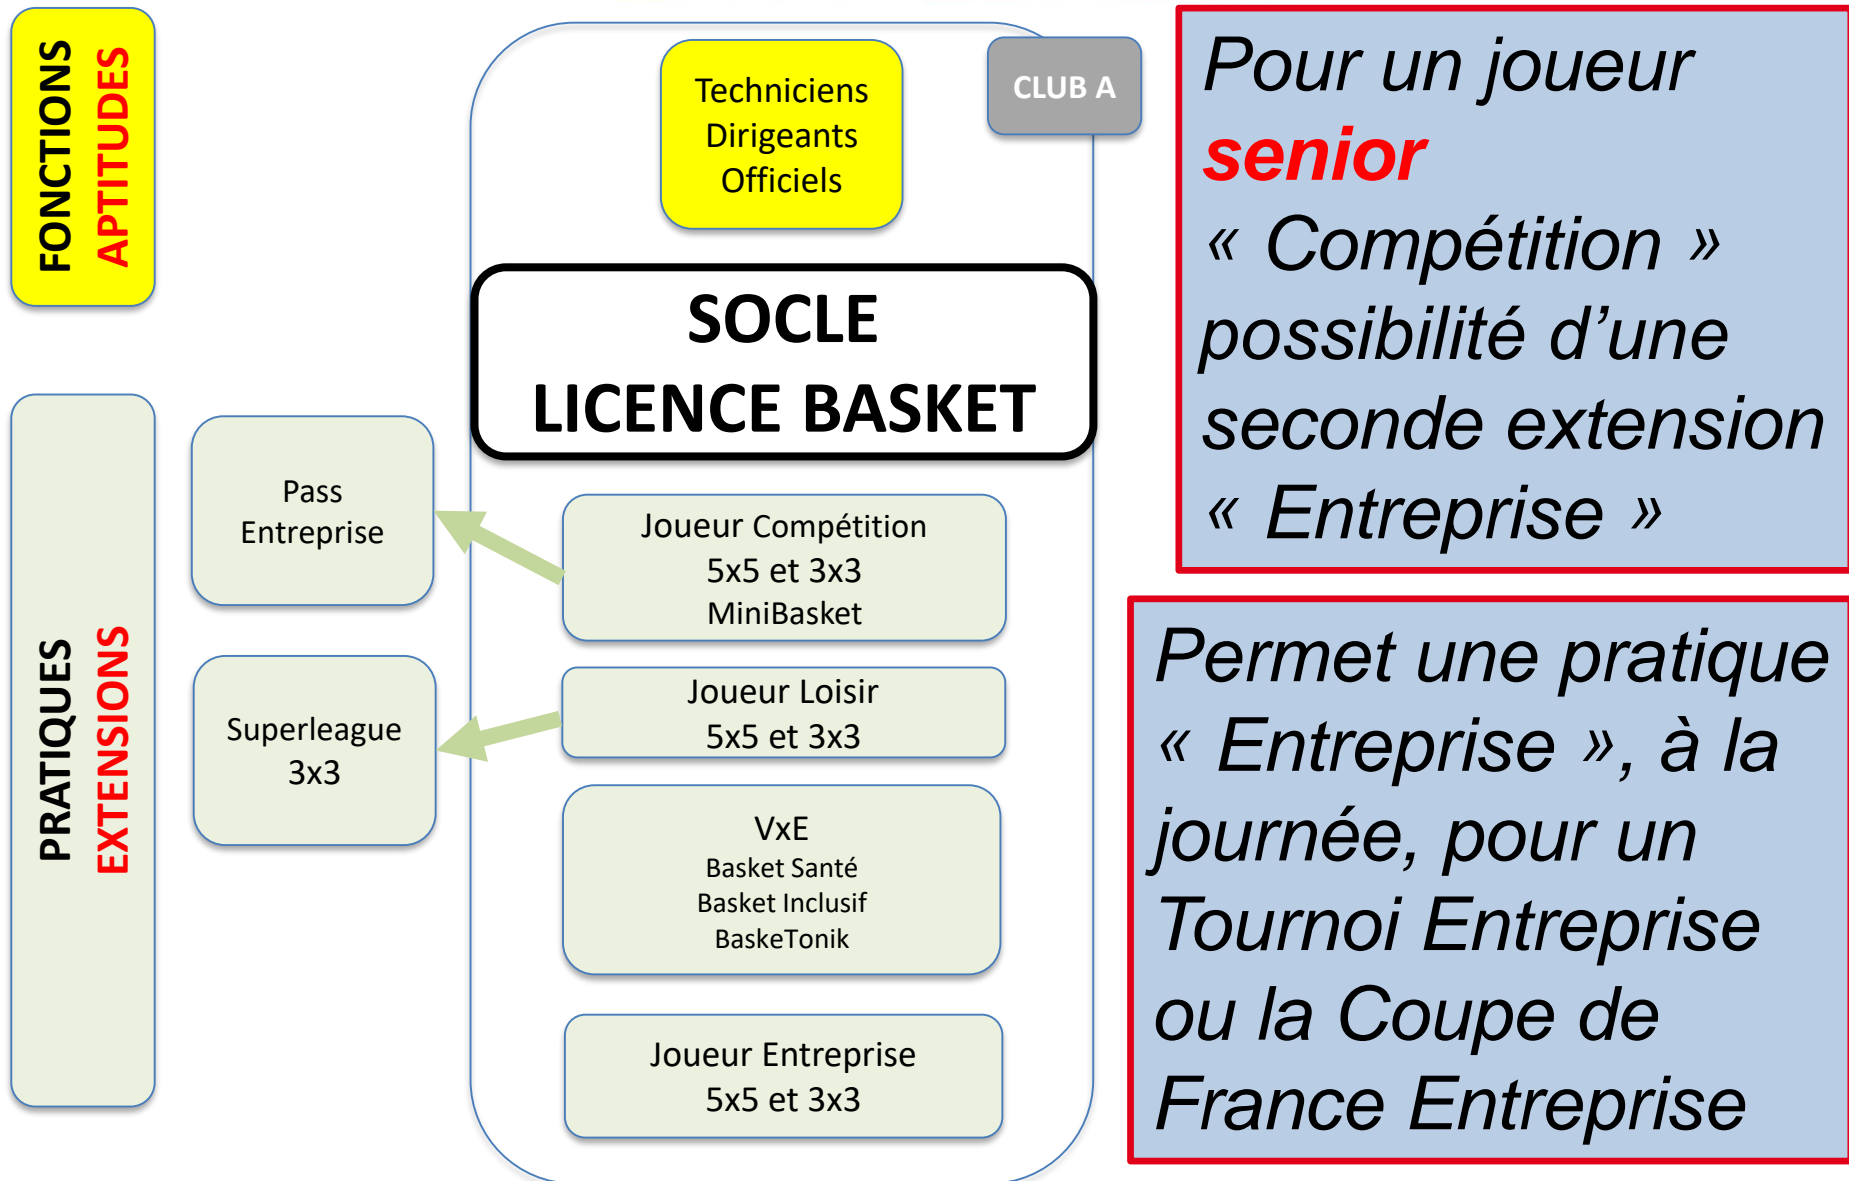 FONCTIONS
APTITUDES
Techniciens
Dirigeants
Officiels
CLUB A
SOCLE
LICENCE BASKET
PRATIQUES
EXTENSIONS
Pass
Entreprise
Superleague
3x3
Joueur Compétition
5x5 et 3x3
MiniBasket
Joueur Loisir
5x5 et 3x3
VxE
Basket Santé
Basket Inclusif
BaskeTonik
Joueur Entreprise
5x5 et 3x3
Pour un joueur
senior
« Compétition »
possibilité d’une
seconde extension
« Entreprise »
Permet une pratique
« Entreprise », à la
journée, pour un
Tournoi Entreprise
ou la Coupe de
France Entreprise